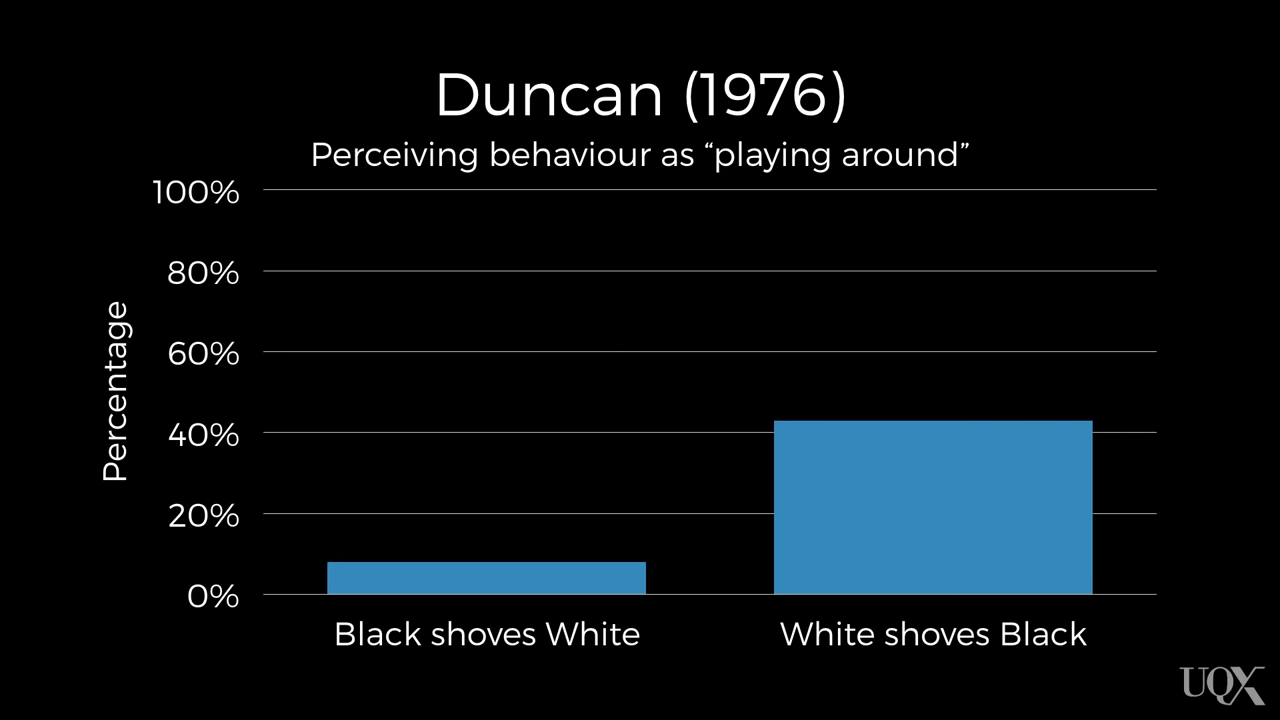 Duncan (1976)
Perceiving behaviour as “playing around”
100%
80%
60%
40%
20%
0%
Percentage
Black shoves White
White shoves Black
UQX